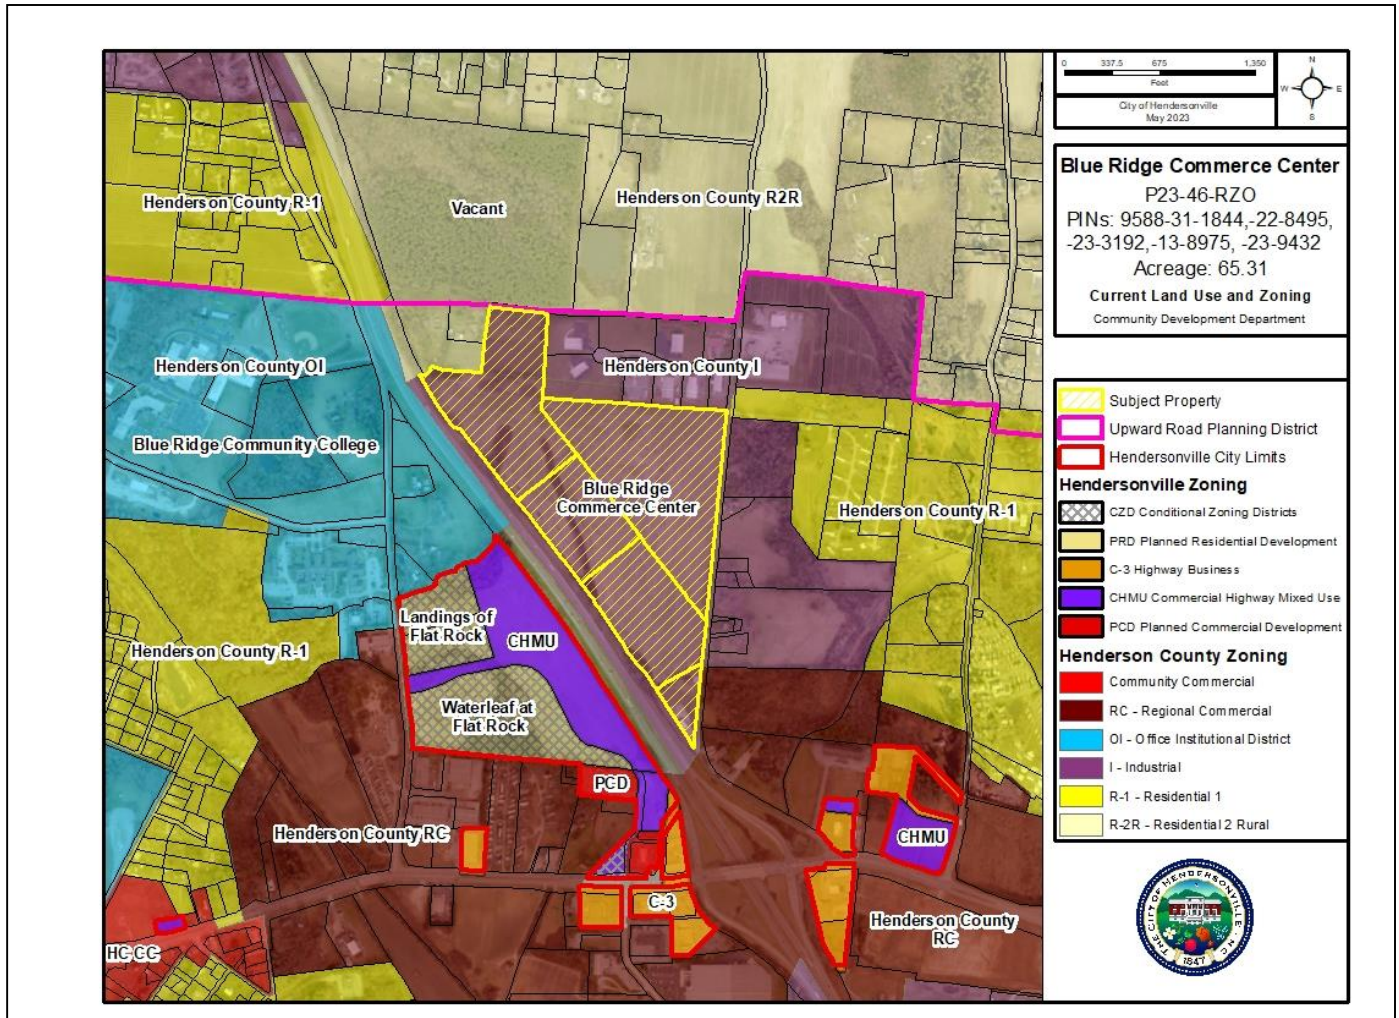 0 337.5 675 1,350
Feet
City of Hendersonville
May 2023
N
W E
S
Blue Ridge Commerce Center
P23-46-RZO
PINs: 9588-31-1844,-22-8495,
-23-3192,-13-8975, -23-9432
Acreage: 65.31
Current Land Use and Zoning
Community Development Department
Subject Property
Upward Road Planning District
Hendersonville City Limits
Hendersonville Zoning
CZD Conditional Zoning Districts
PRD Planned Residential Development
C-3 Highway Business
CHMU Commercial Highway Mixed Use
PCD Planned Commercial Development
Henderson County Zoning
Community Commercial
RC - Regional Commercial
OI - Office Institutional District
I - Industrial
R-1 - Residential 1
R-2R - Residential 2 Rural
THE CITY OF HENDERSONVILLE, N.C.
1847
Henderson County R-1
Vacant
Henderson County R2R
Henderson County OI
Henderson County I
Blue Ridge Community College
Blue Ridge
Commerce Center
Henderson County R-1
Landings of
Flat Rock
CHMU
Henderson County R-1
Waterleaf at
Flat Rock
PCD
Henderson County RC
CHMU
C-3
Henderson County
RC
HC CC